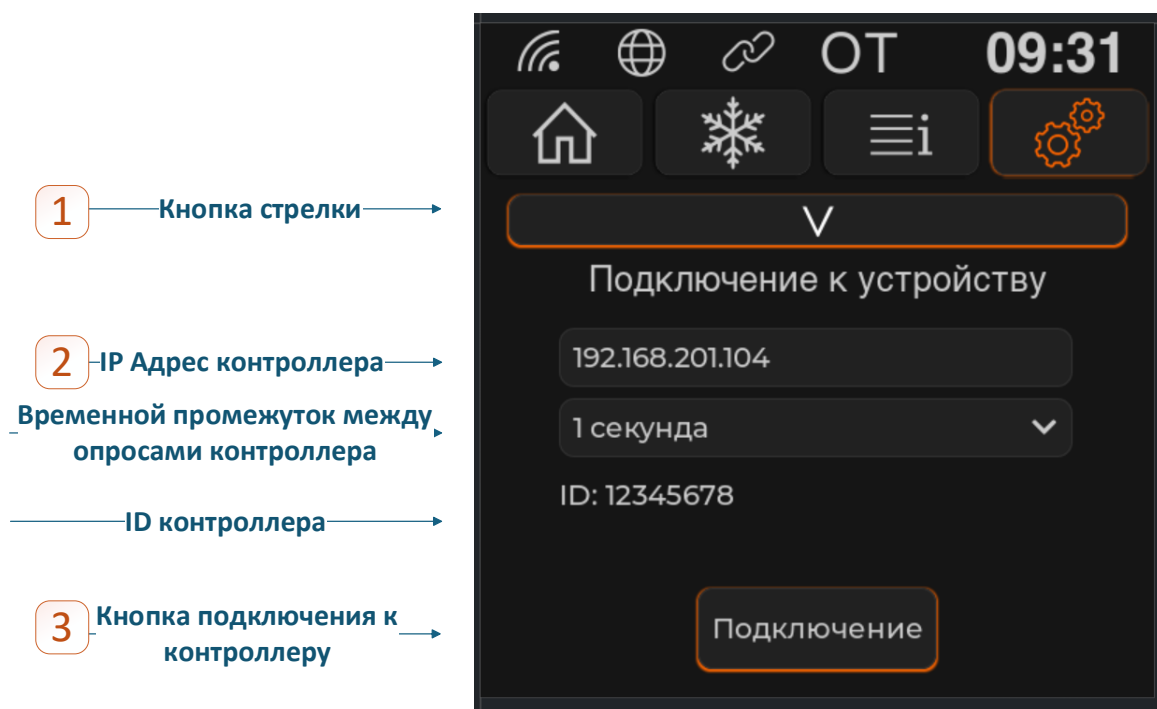 ОТ 09:31
i
1 Кнопка стрелки
V
Подключение к устройству
2 IP Адрес контроллера
192.168.201.104
Временной промежуток между
опросами контроллера
1 секунда
ID контроллера
ID: 12345678
3 Кнопка подключения к
контроллеру
Подключение